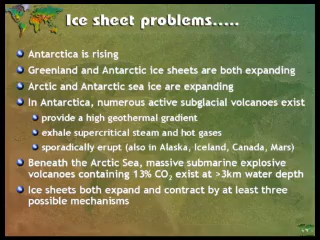 Ice sheet problems.....
Antarctica is rising
Greenland and Antarctic ice sheets are both expanding
Arctic and Antarctic sea ice are expanding
In Antarctica, numerous active subglacial volcanoes exist
provide a high geothermal gradient
exhale supercritical steam and hot gases
sporadically erupt (also in Alaska, Iceland, Canada, Mars)
Beneath the Arctic Sea, massive submarine explosive
volcanoes containing 13% CO2 exist at >3km water depth
Ice sheets both expand and contract by at least three
possible mechanisms